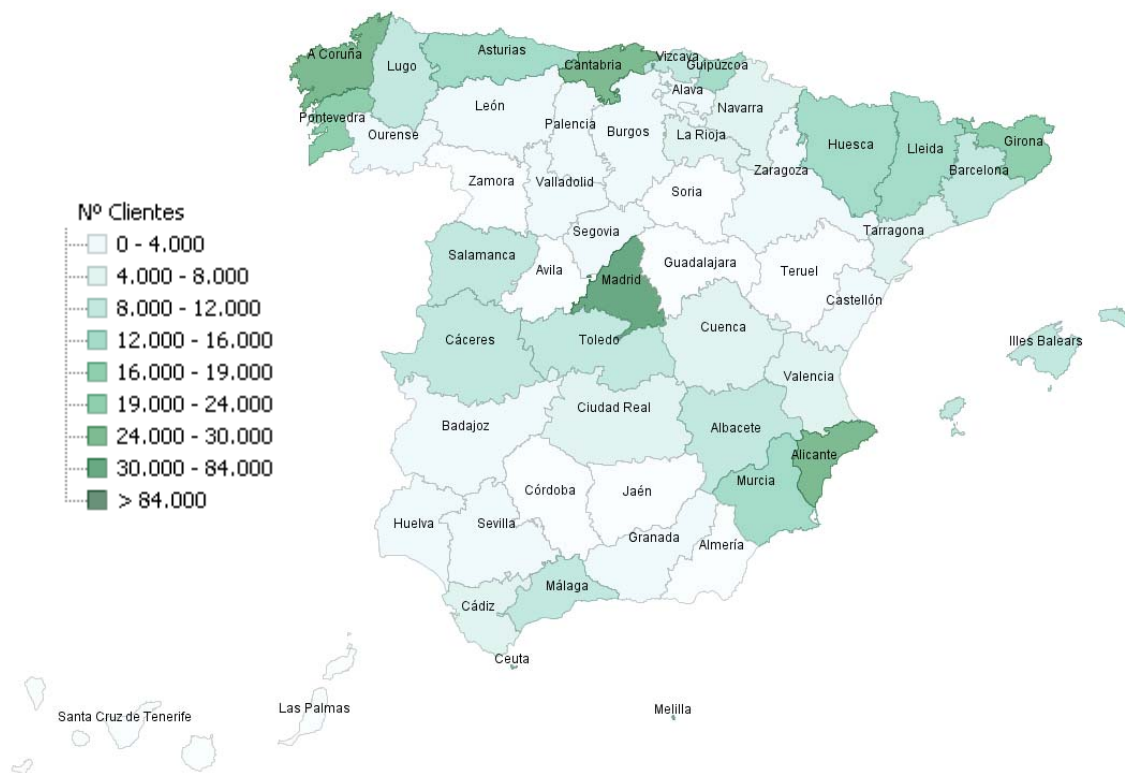 A Coruña
Lugo
Asturias
Cantabria
Vizcaya
Guipúzcoa
Alava
Navarra
Pontevedra
Ourense
León
Palencia
Burgos
La Rioja
Huesca
Lleida
Girona
Barcelona
Zaragoza
Zamora
Valladolid
Soria
Nº Clientes
0 - 4.000
4.000 - 8.000
8.000 - 12.000
12.000 - 16.000
16.000 - 19.000
19.000 - 24.000
24.000 - 30.000
30.000 - 84.000
> 84.000
Segovia
Tarragona
Salamanca
Avila
Madrid
Guadalajara
Teruel
Castellón
Cáceres
Toledo
Cuenca
Illes Balears
Valencia
Badajoz
Ciudad Real
Albacete
Alicante
Murcia
Córdoba
Jaén
Huelva
Sevilla
Granada
Almería
Cádiz
Málaga
Ceuta
Melilla
Santa Cruz de Tenerife
Las Palmas